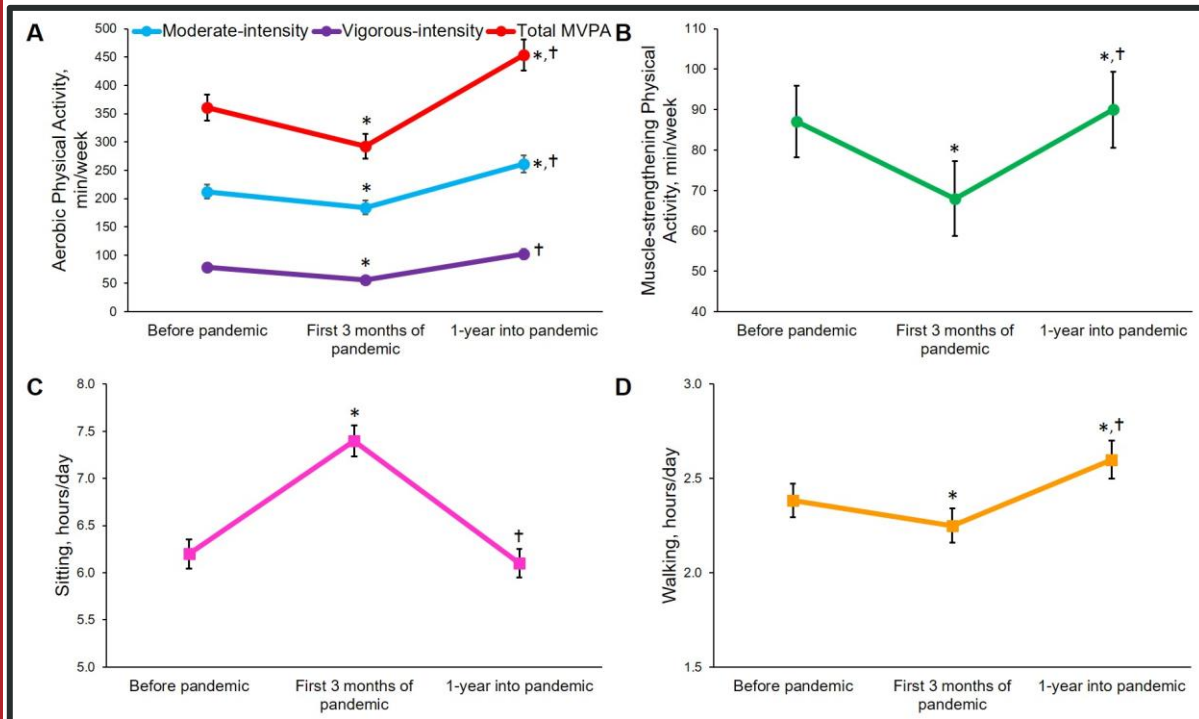 A
Moderate-intensity Vigorous-intensity Total MVPA
Aerobic Physical Activity,
min/week
500
450
400
350
300
250
200
150
100
50
0
*
*
*
*,†
*,†
†
Before pandemic
First 3 months of
pandemic
1-year into pandemic
B
Muscle-strengthening Physical
Activity, min/week
110
100
90
80
70
60
50
40
*
*,†
Before pandemic
First 3 months of
pandemic
1-year into pandemic
C
Sitting, hours/day
8.0
7.5
7.0
6.5
6.0
5.5
5.0
*
†
Before pandemic
First 3 months of
pandemic
1-year into pandemic
D
Walking, hours/day
3.0
2.5
2.0
1.5
*
*,†
Before pandemic
First 3 months of
pandemic
1-year into pandemic